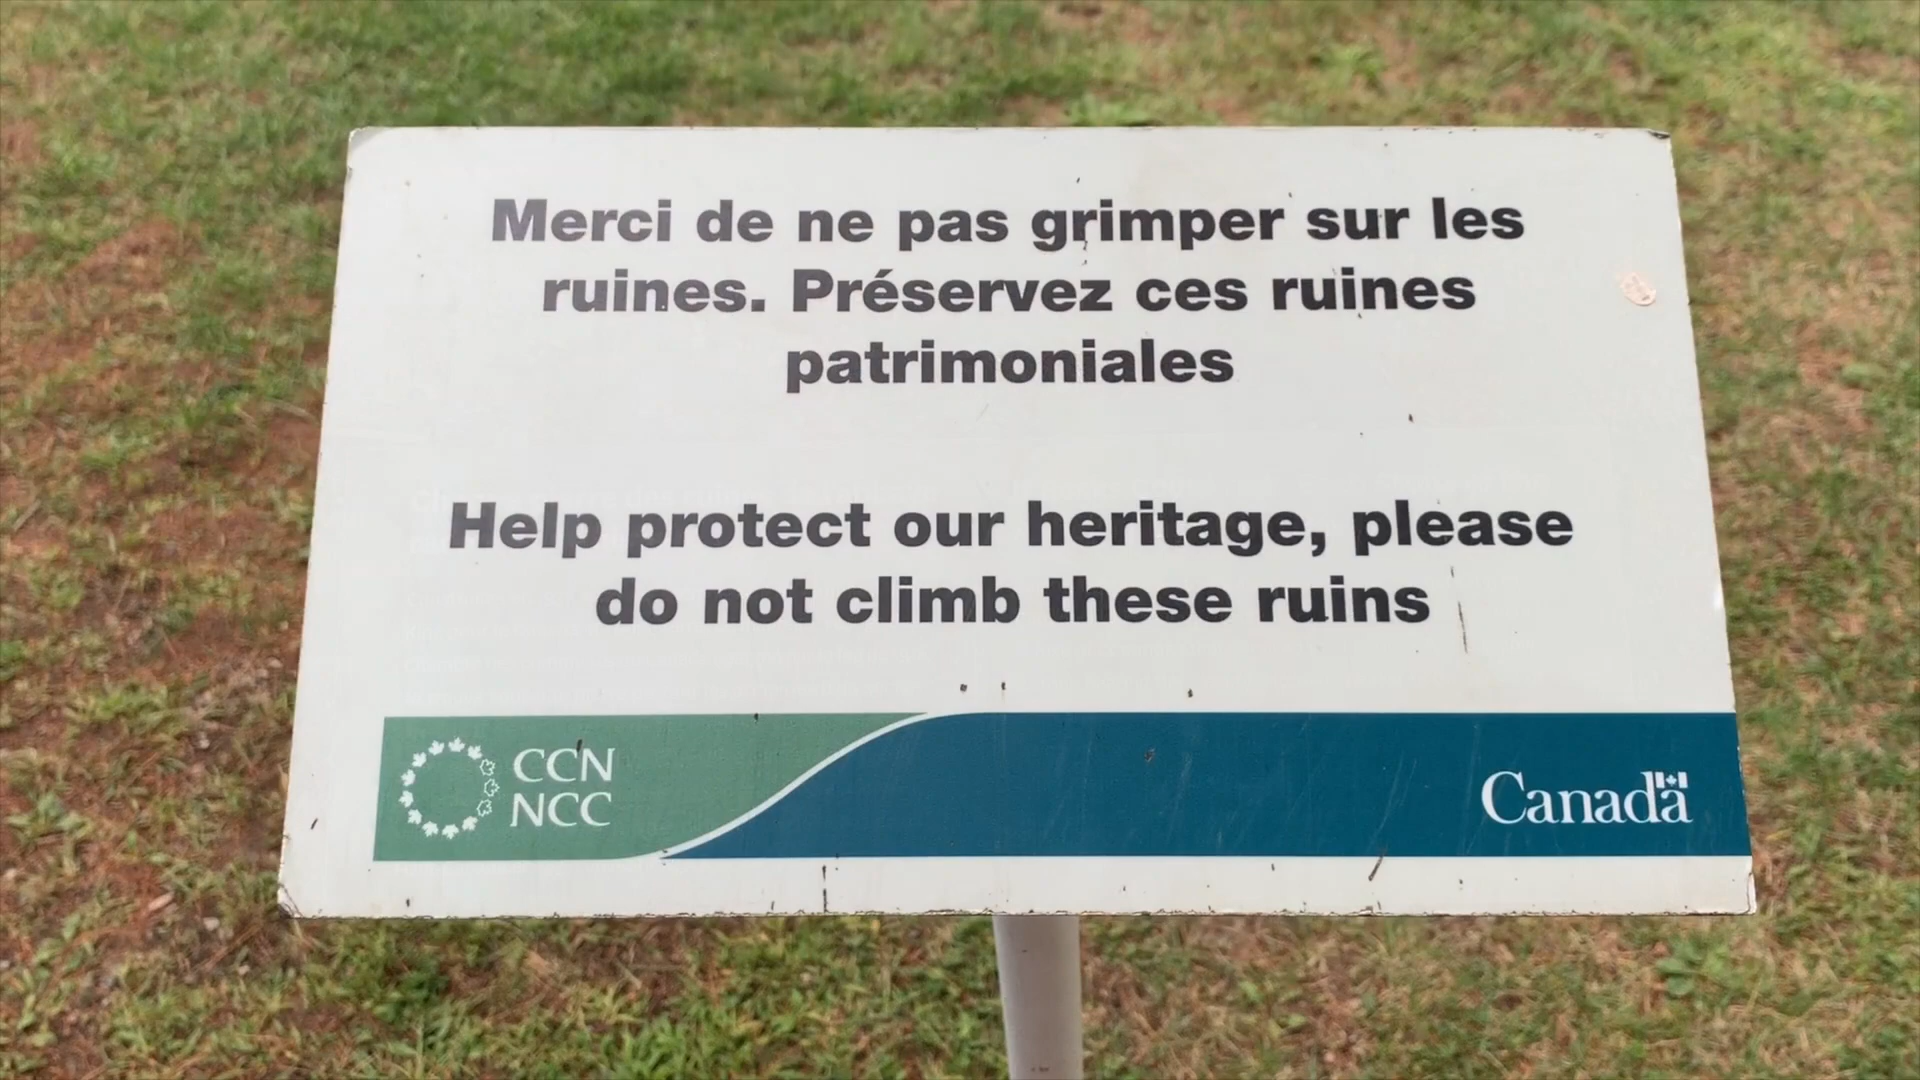 Merci de ne pas grimper sur les
ruines. Préservez ces ruines
patrimoniales
Help protect our heritage, please
do not climb these ruins
CCN
NCC
Canada